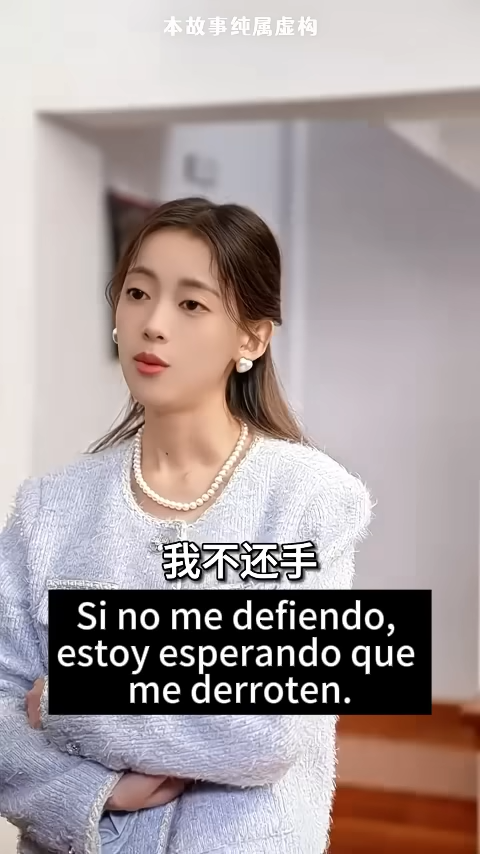 本故事纯属虚构
我不还手
Si no me defiendo,
estoy esperando que
me derroten.